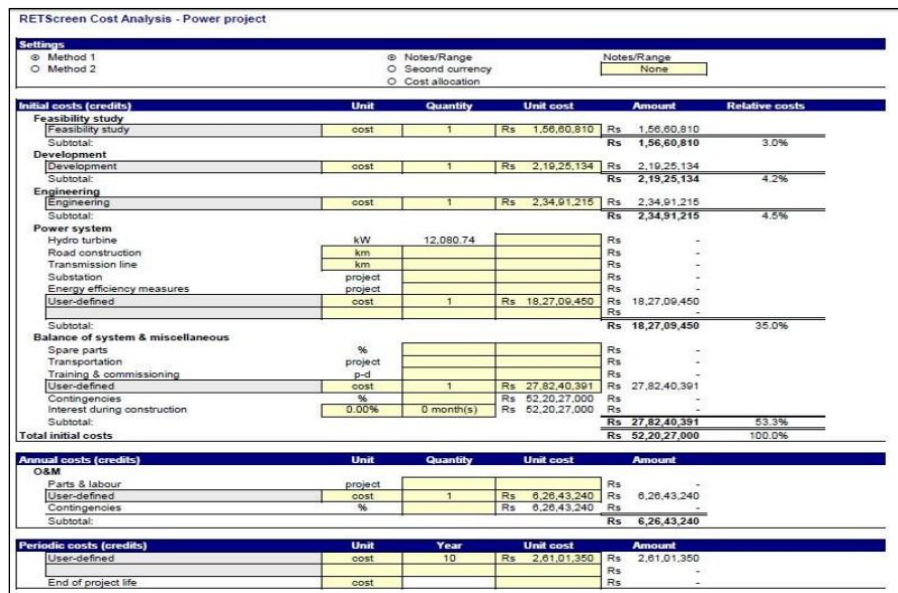 RETScreen Cost Analysis - Power project
Settings
Method 1 Notes/Range Notes/Range
Method 2 Second currency None
Cost allocation
Initial costs (credits) Unit Quantity Unit cost Amount Relative costs
Feasibility study
Feasibility study cost 1 Rs 1,56,60,810 Rs 1,56,60,810
Subtotal: Rs 1,56,60,810 3.0%
Development
Development cost 1 Rs 2,19,25,134 Rs 2,19,25,134
Subtotal: Rs 2,19,25,134 4.2%
Engineering
Engineering cost 1 Rs 2,34,91,215 Rs 2,34,91,215
Subtotal: Rs 2,34,91,215 4.5%
Power system
Hydro turbine kW 12,080.74 Rs -
Road construction km Rs -
Transmission line km Rs -
Substation project Rs -
Energy efficiency measures project Rs -
User-defined cost 1 Rs 18,27,09,450 Rs 18,27,09,450
Rs -
Subtotal: Rs 18,27,09,450 35.0%
Balance of system & miscellaneous
Spare parts % Rs -
Transportation project Rs -
Training & commissioning p-d Rs -
User-defined cost 1 Rs 27,82,40,391 Rs 27,82,40,391
Contingencies % Rs 52,20,27,000 Rs -
Interest during construction 0.00% 0 month(s) Rs 52,20,27,000 Rs -
Subtotal: Rs 27,82,40,391 53.3%
Total initial costs Rs 52,20,27,000 100.0%
Annual costs (credits) Unit Quantity Unit cost Amount
O&M
Parts & labour project Rs -
User-defined cost 1 Rs 6,26,43,240 Rs 6,26,43,240
Contingencies % Rs 6,26,43,240 Rs -
Subtotal: Rs 6,26,43,240
Periodic costs (credits) Unit Year Unit cost Amount
User-defined cost 10 Rs 2,61,01,350 Rs 2,61,01,350
Rs -
End of project life cost Rs -